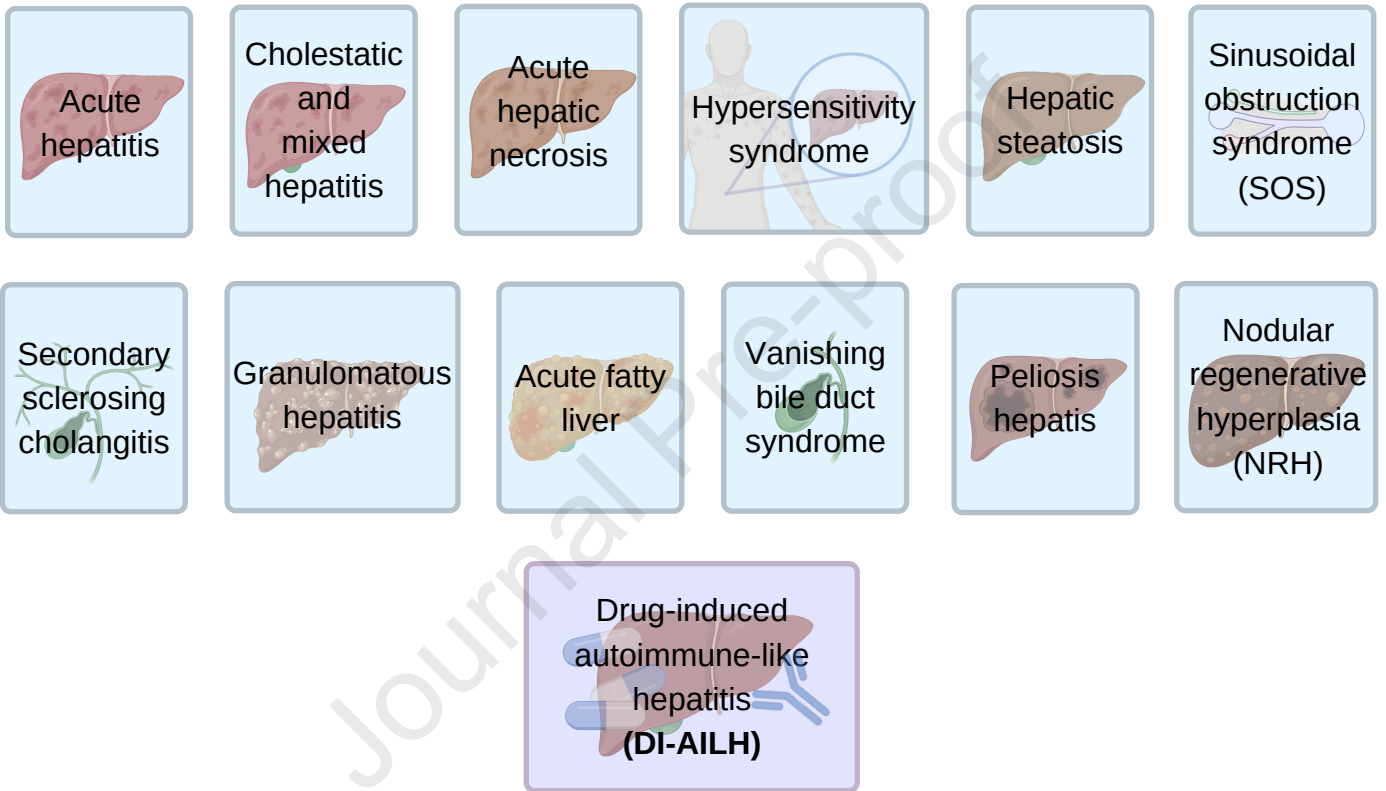 Acute
hepatitis
Cholestatic
and
mixed
hepatitis
Acute
hepatic
necrosis
Hypersensitivity
syndrome
Hepatic
steatosis
Sinusoidal
obstruction
syndrome
(SOS)
Secondary
sclerosing
cholangitis
Granulomatous
hepatitis
Acute fatty
liver
Vanishing
bile duct
syndrome
Peliosis
hepatis
Nodular
regenerative
hyperplasia
(NRH)
Drug-induced
autoimmune-like
hepatitis
(DI-AILH)
Journal Pre-proof